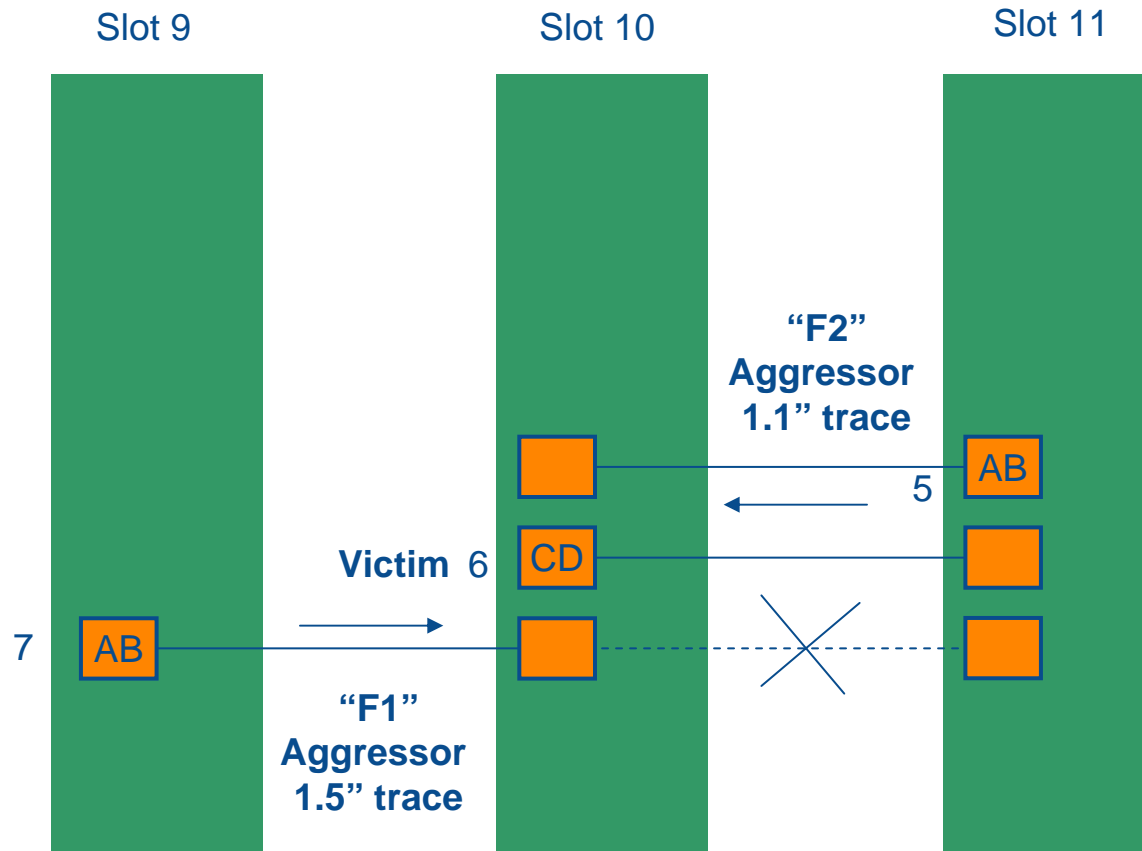 Slot 9
Slot 10
Slot 11
“F2”
Aggressor
1.1” trace
AB
5
Victim 6
CD
7
AB
“F1”
Aggressor
1.5” trace